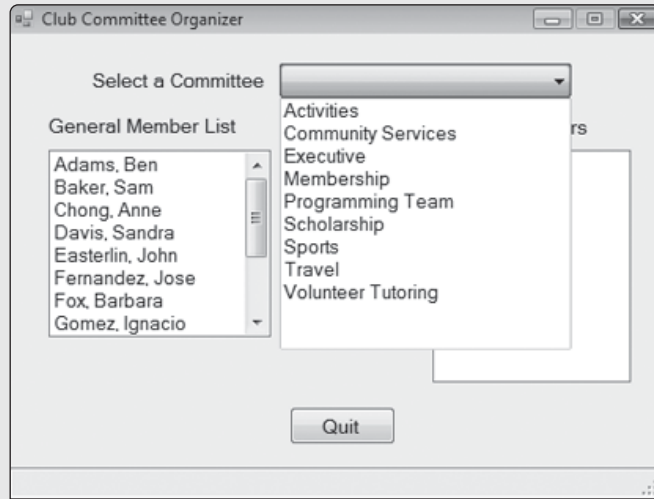 Club Committee Organizer
Select a Committee
General Member List
rs
Adams, Ben
Baker, Sam
Chong, Anne
Davis, Sandra
Easterlin, John
Fernandez, Jose
Fox, Barbara
Gomez, Ignacio
Activities
Community Services
Executive
Membership
Programming Team
Scholarship
Sports
Travel
Volunteer Tutoring
Quit